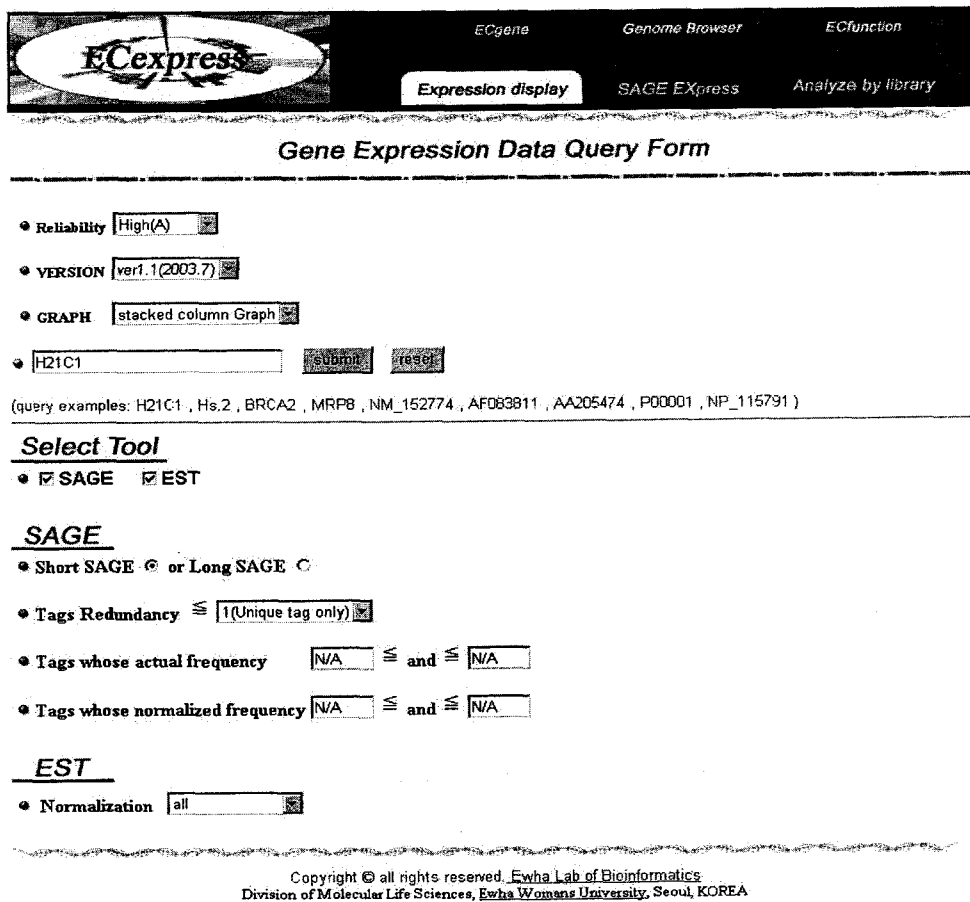 ECexpress
ECgene Genome Browser ECfunction
Expression display SAGE EXpress Analyze by library
Gene Expression Data Query Form
Reliability High(A)
VERSION ver1.1(2003.7)
GRAPH stacked column Graph
H21C1 submit reset
(query examples: H21C1 , Hs.2 , BRCA2 , MRP8 , NM_152774 , AF083811 , AA205474 , P00001 , NP_115791 )
Select Tool
SAGE EST
SAGE
Short SAGE or Long SAGE
Tags Redundancy ≦ 1(Unique tag only)
Tags whose actual frequency N/A ≦ and ≦ N/A
Tags whose normalized frequency N/A ≦ and ≦ N/A
EST
Normalization all
Copyright © all rights reserved. Ewha Lab of Bioinformatics
Division of Molecular Life Sciences, Ewha Womans University, Seoul, KOREA